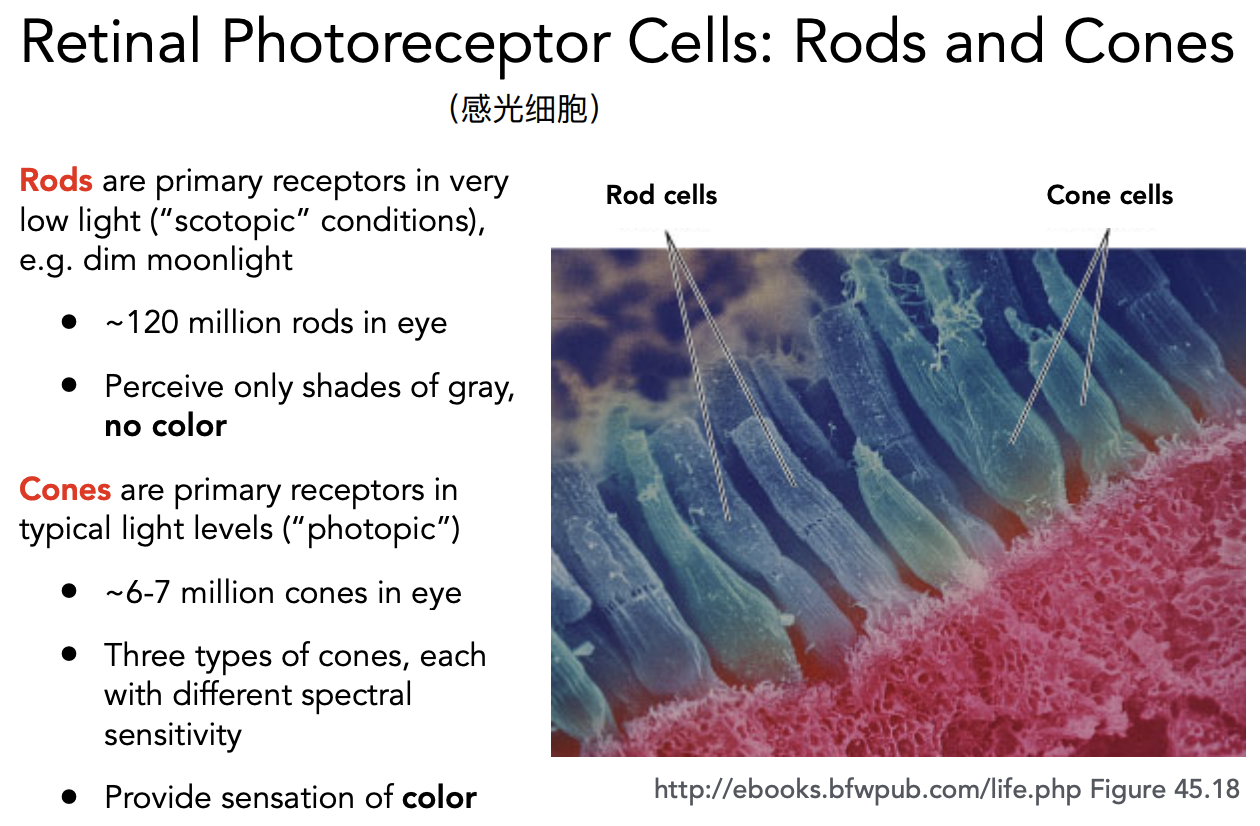 Retinal Photoreceptor Cells: Rods and Cones
（感光细胞）
Rods are primary receptors in very
low light (“scotopic” conditions),
e.g. dim moonlight
● ~120 million rods in eye
● Perceive only shades of gray,
no color
Cones are primary receptors in
typical light levels (“photopic”)
● ~6-7 million cones in eye
● Three types of cones, each
with different spectral
sensitivity
● Provide sensation of color
Rod cells
Cone cells
http://ebooks.bfwpub.com/life.php Figure 45.18